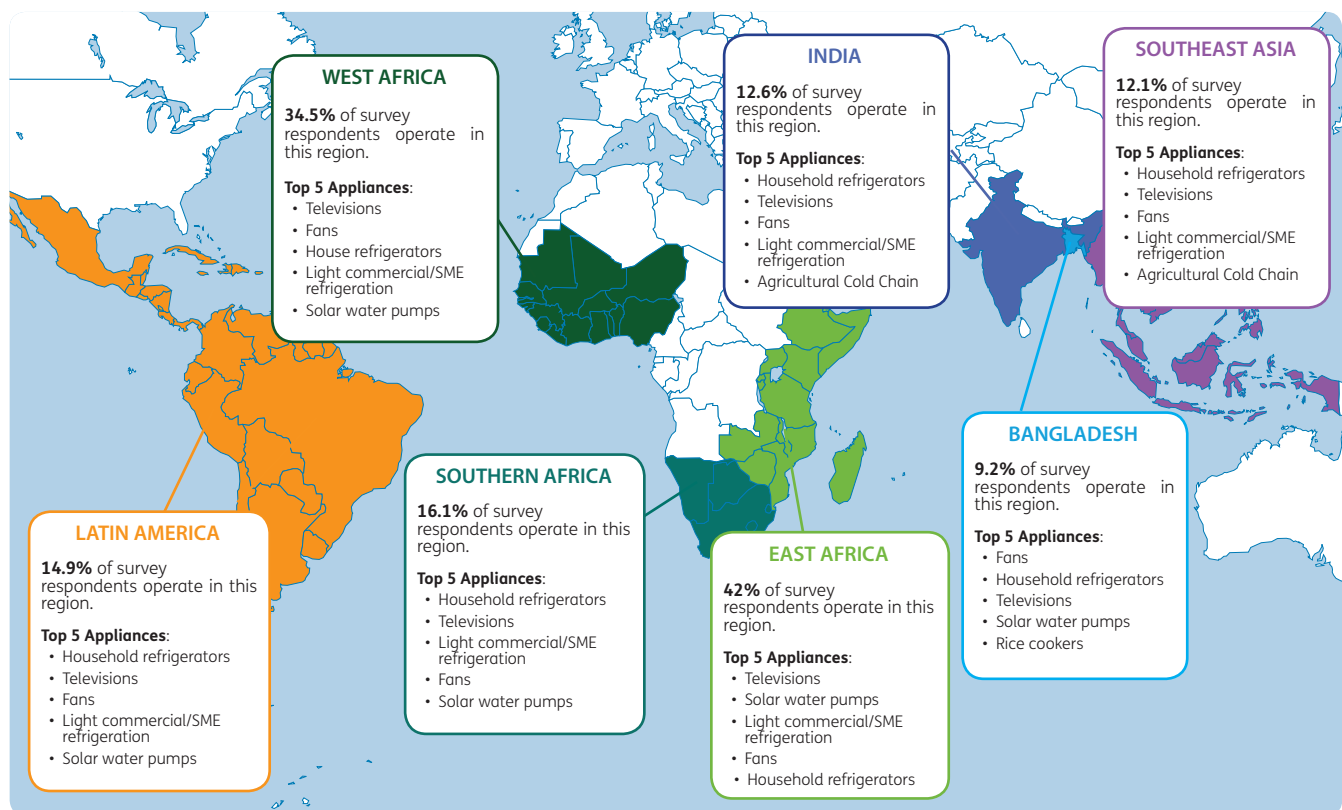 WEST AFRICA
34.5% of survey
respondents operate in
this region.
Top 5 Appliances:
• Televisions
• Fans
• House refrigerators
• Light commercial/SME
refrigeration
• Solar water pumps
INDIA
12.6% of survey
respondents operate in
this region.
Top 5 Appliances:
• Household refrigerators
• Televisions
• Fans
• Light commercial/SME
refrigeration
• Agricultural Cold Chain
SOUTHEAST ASIA
12.1% of survey
respondents operate in
this region.
Top 5 Appliances:
• Household refrigerators
• Televisions
• Fans
• Light commercial/SME
refrigeration
• Agricultural Cold Chain
LATIN AMERICA
14.9% of survey
respondents operate in this
region.
Top 5 Appliances:
• Household refrigerators
• Televisions
• Fans
• Light commercial/SME
refrigeration
• Solar water pumps
SOUTHERN AFRICA
16.1% of survey
respondents operate in this
region.
Top 5 Appliances:
• Household refrigerators
• Televisions
• Light commercial/SME
refrigeration
• Fans
• Solar water pumps
EAST AFRICA
42% of survey
respondents operate in this
region.
Top 5 Appliances:
• Televisions
• Solar water pumps
• Light commercial/SME
refrigeration
• Fans
• Household refrigerators
BANGLADESH
9.2% of survey
respondents operate in
this region.
Top 5 Appliances:
• Fans
• Household refrigerators
• Televisions
• Solar water pumps
• Rice cookers